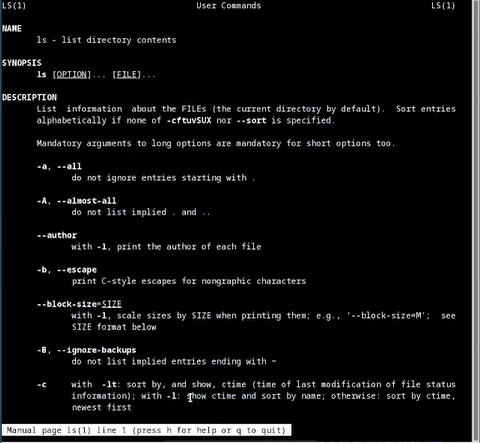 LS(1) User Commands LS(1)
NAME
ls - list directory contents
SYNOPSIS
ls [OPTION]... [FILE]...
DESCRIPTION
List information about the FILEs (the current directory by default). Sort entries
alphabetically if none of -cftuvSUX nor --sort is specified.
Mandatory arguments to long options are mandatory for short options too.
-a, --all
do not ignore entries starting with .
-A, --almost-all
do not list implied . and ..
--author
with -l, print the author of each file
-b, --escape
print C-style escapes for nongraphic characters
--block-size=SIZE
with -l, scale sizes by SIZE when printing them; e.g., '--block-size=M'; see
SIZE format below
-B, --ignore-backups
do not list implied entries ending with ~
-c with -lt: sort by, and show, ctime (time of last modification of file status
information); with -l: show ctime and sort by name; otherwise: sort by ctime,
newest first
Manual page ls(1) line 1 (press h for help or q to quit)